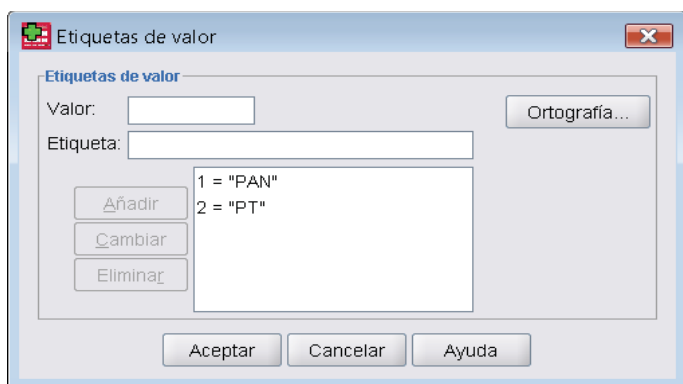 Etiquetas de valor
Etiquetas de valor
Valor:
Ortografía...
Etiqueta:
1 = "PAN"
2 = "PT"
Añadir
Cambiar
Eliminar
Aceptar Cancelar Ayuda